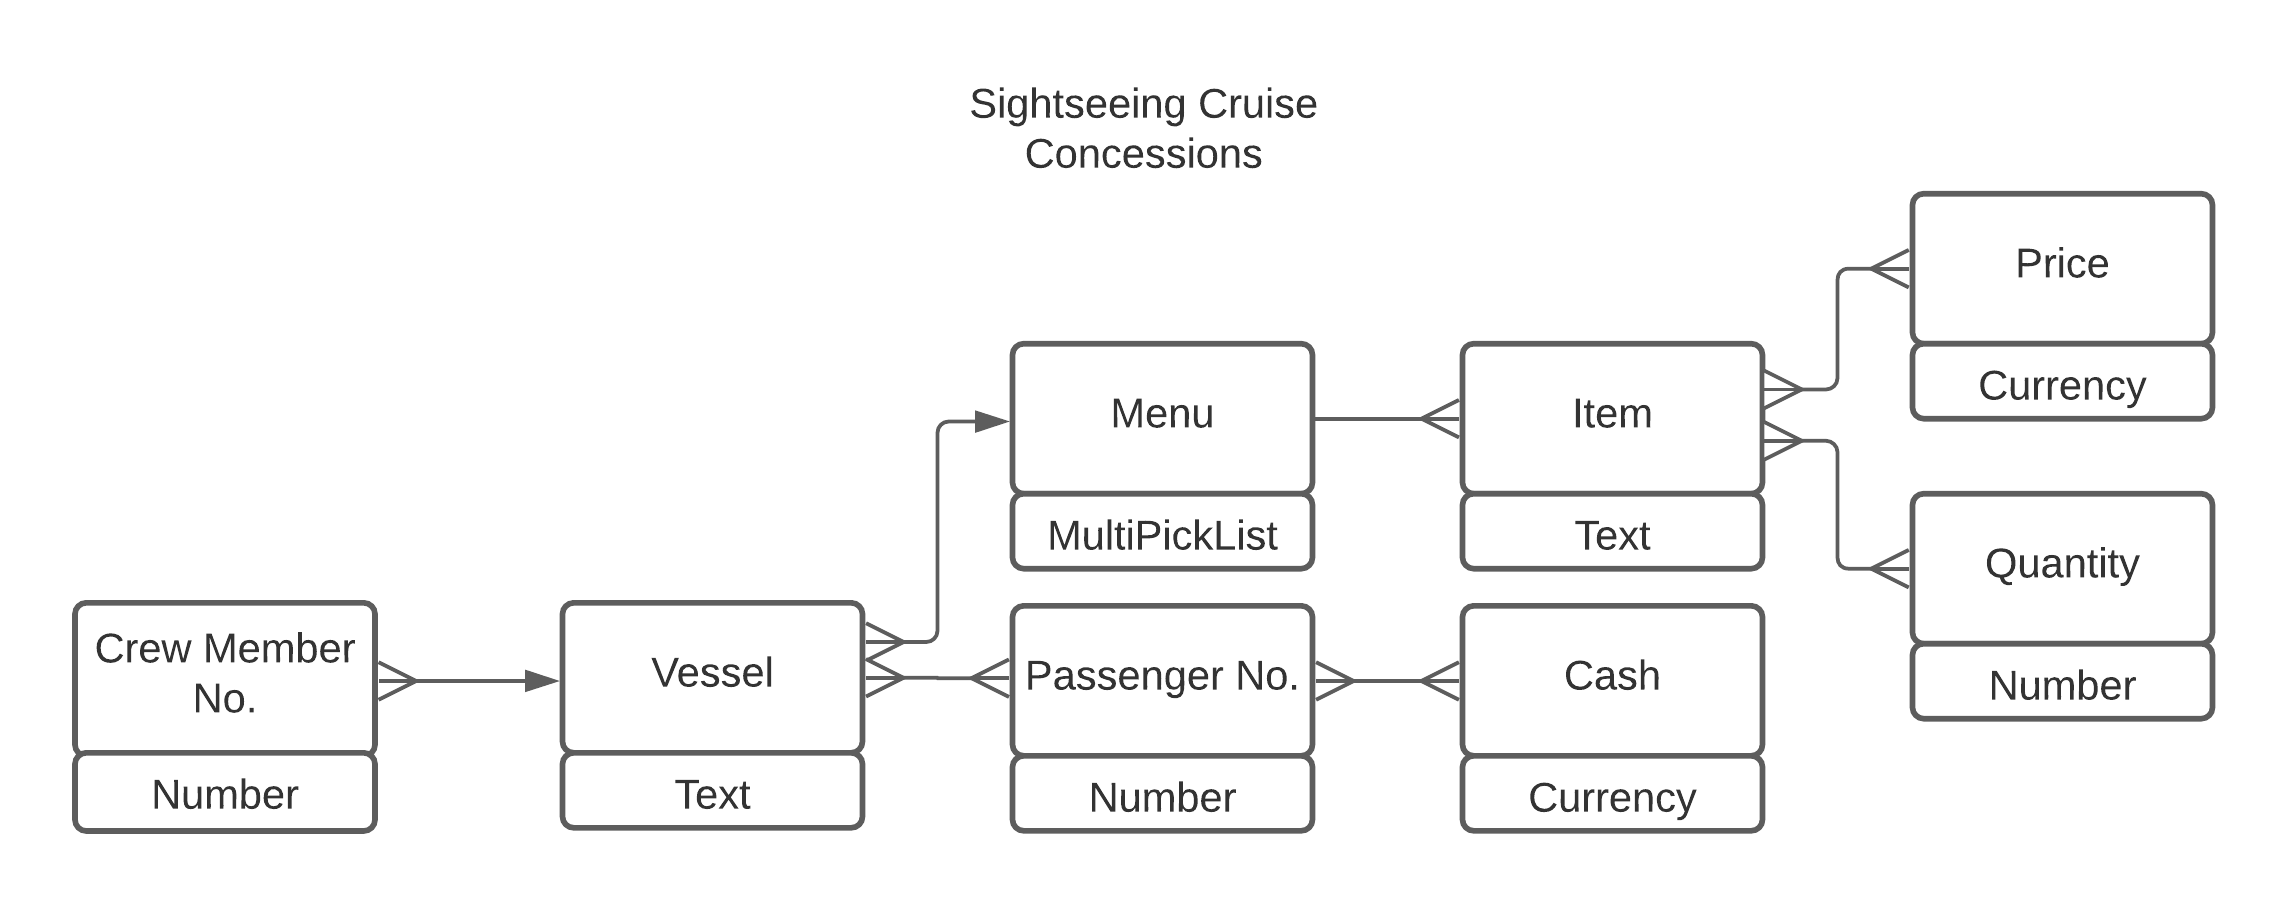 Sightseeing Cruise
Concessions
Price
Currency
Menu
MultiPickList
Item
Text
Quantity
Number
Crew Member
No.
Number
Vessel
Text
Passenger No.
Number
Cash
Currency